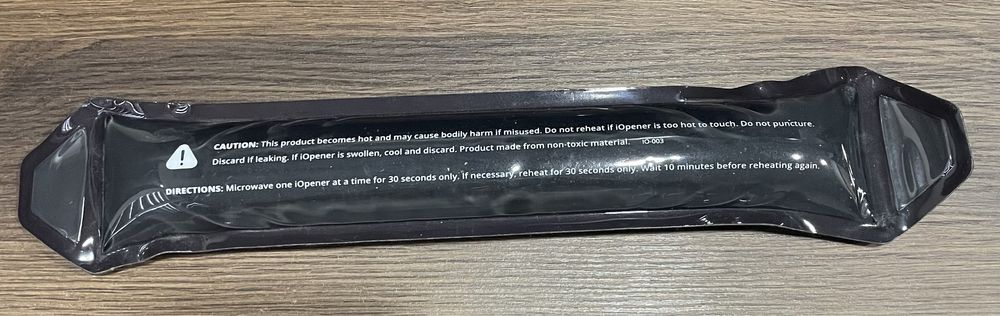 CAUTION: This product becomes hot and may cause bodily harm if misused. Do not reheat if iOpener is too hot to touch. Do not puncture.
Discard if leaking. If iOpener is swollen, cool and discard. Product made from non-toxic material. IO-003
DIRECTIONS: Microwave one iOpener at a time for 30 seconds only. If necessary, reheat for 30 seconds only. Wait 10 minutes before reheating again.